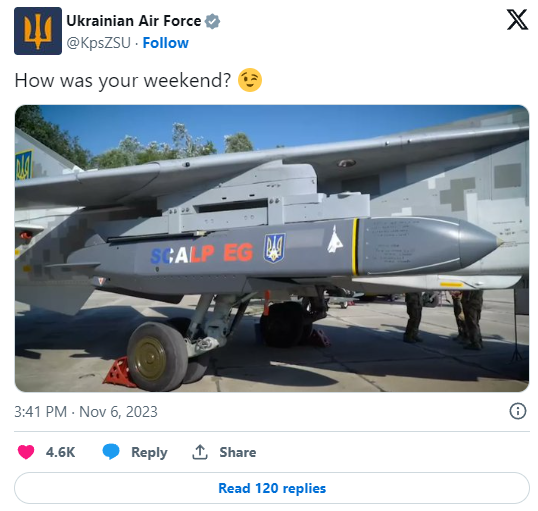 Ukrainian Air Force
@KpsZSU · Follow
How was your weekend? 😉
SCALP EG
3:41 PM · Nov 6, 2023
4.6K Reply Share
Read 120 replies